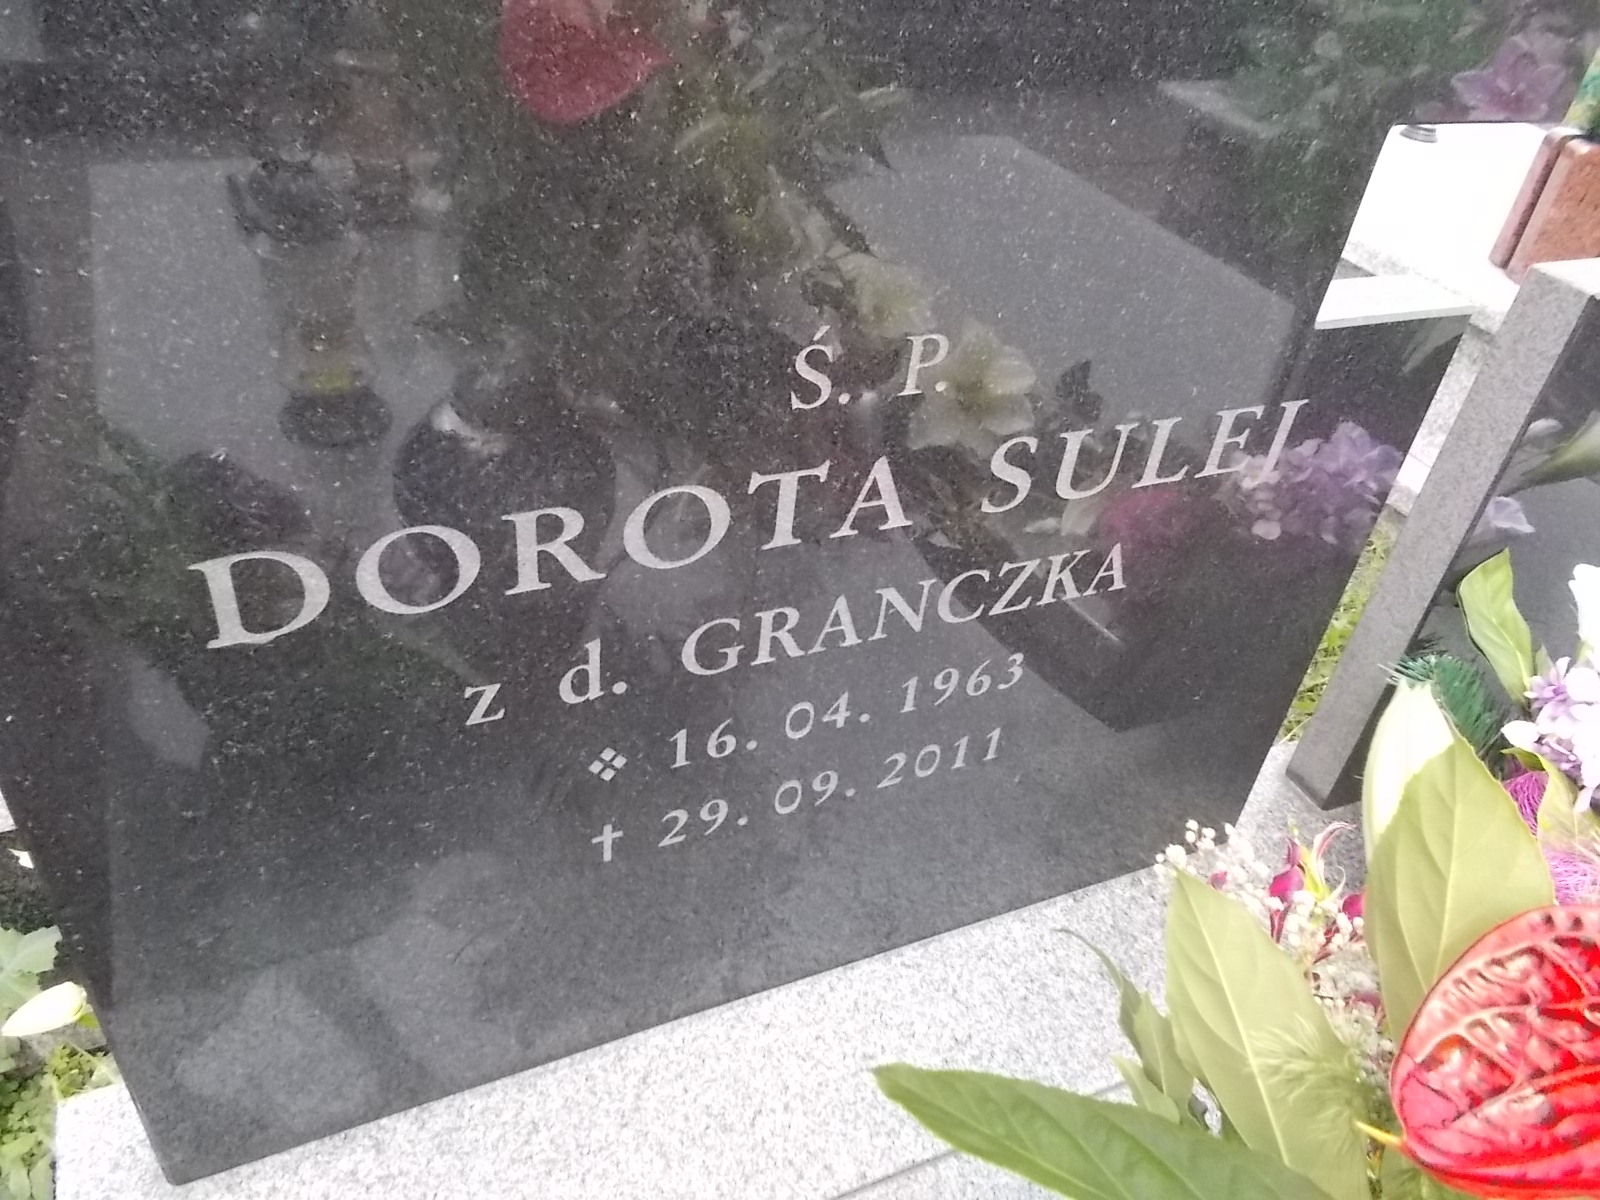 Ś. P.
DOROTA SULEJ
z d. GRANCZKA
❖ 16. 04. 1963
✝ 29. 09. 2011